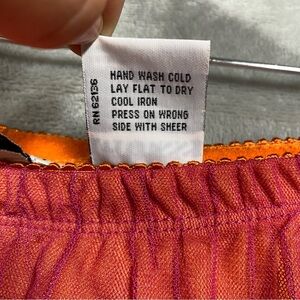 RN 62136
HAND WASH COLD
LAY FLAT TO DRY
COOL IRON
PRESS ON WRONG
SIDE WITH SHEER